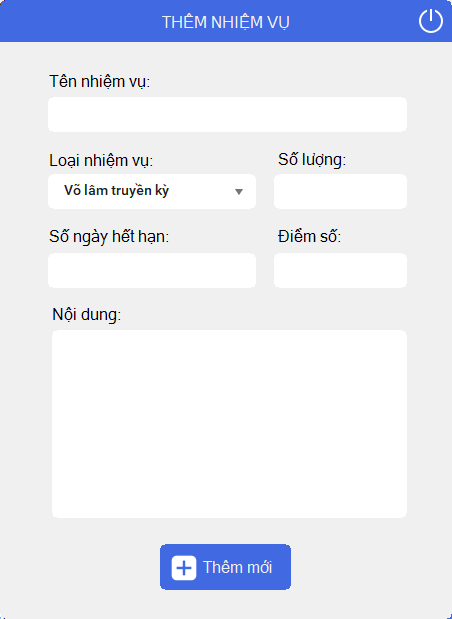 THÊM NHIỆM VỤ
Tên nhiệm vụ:
Loại nhiệm vụ:
Số lượng:
Võ lâm truyền kỳ
Số ngày hết hạn:
Điểm số:
Nội dung:
Thêm mới